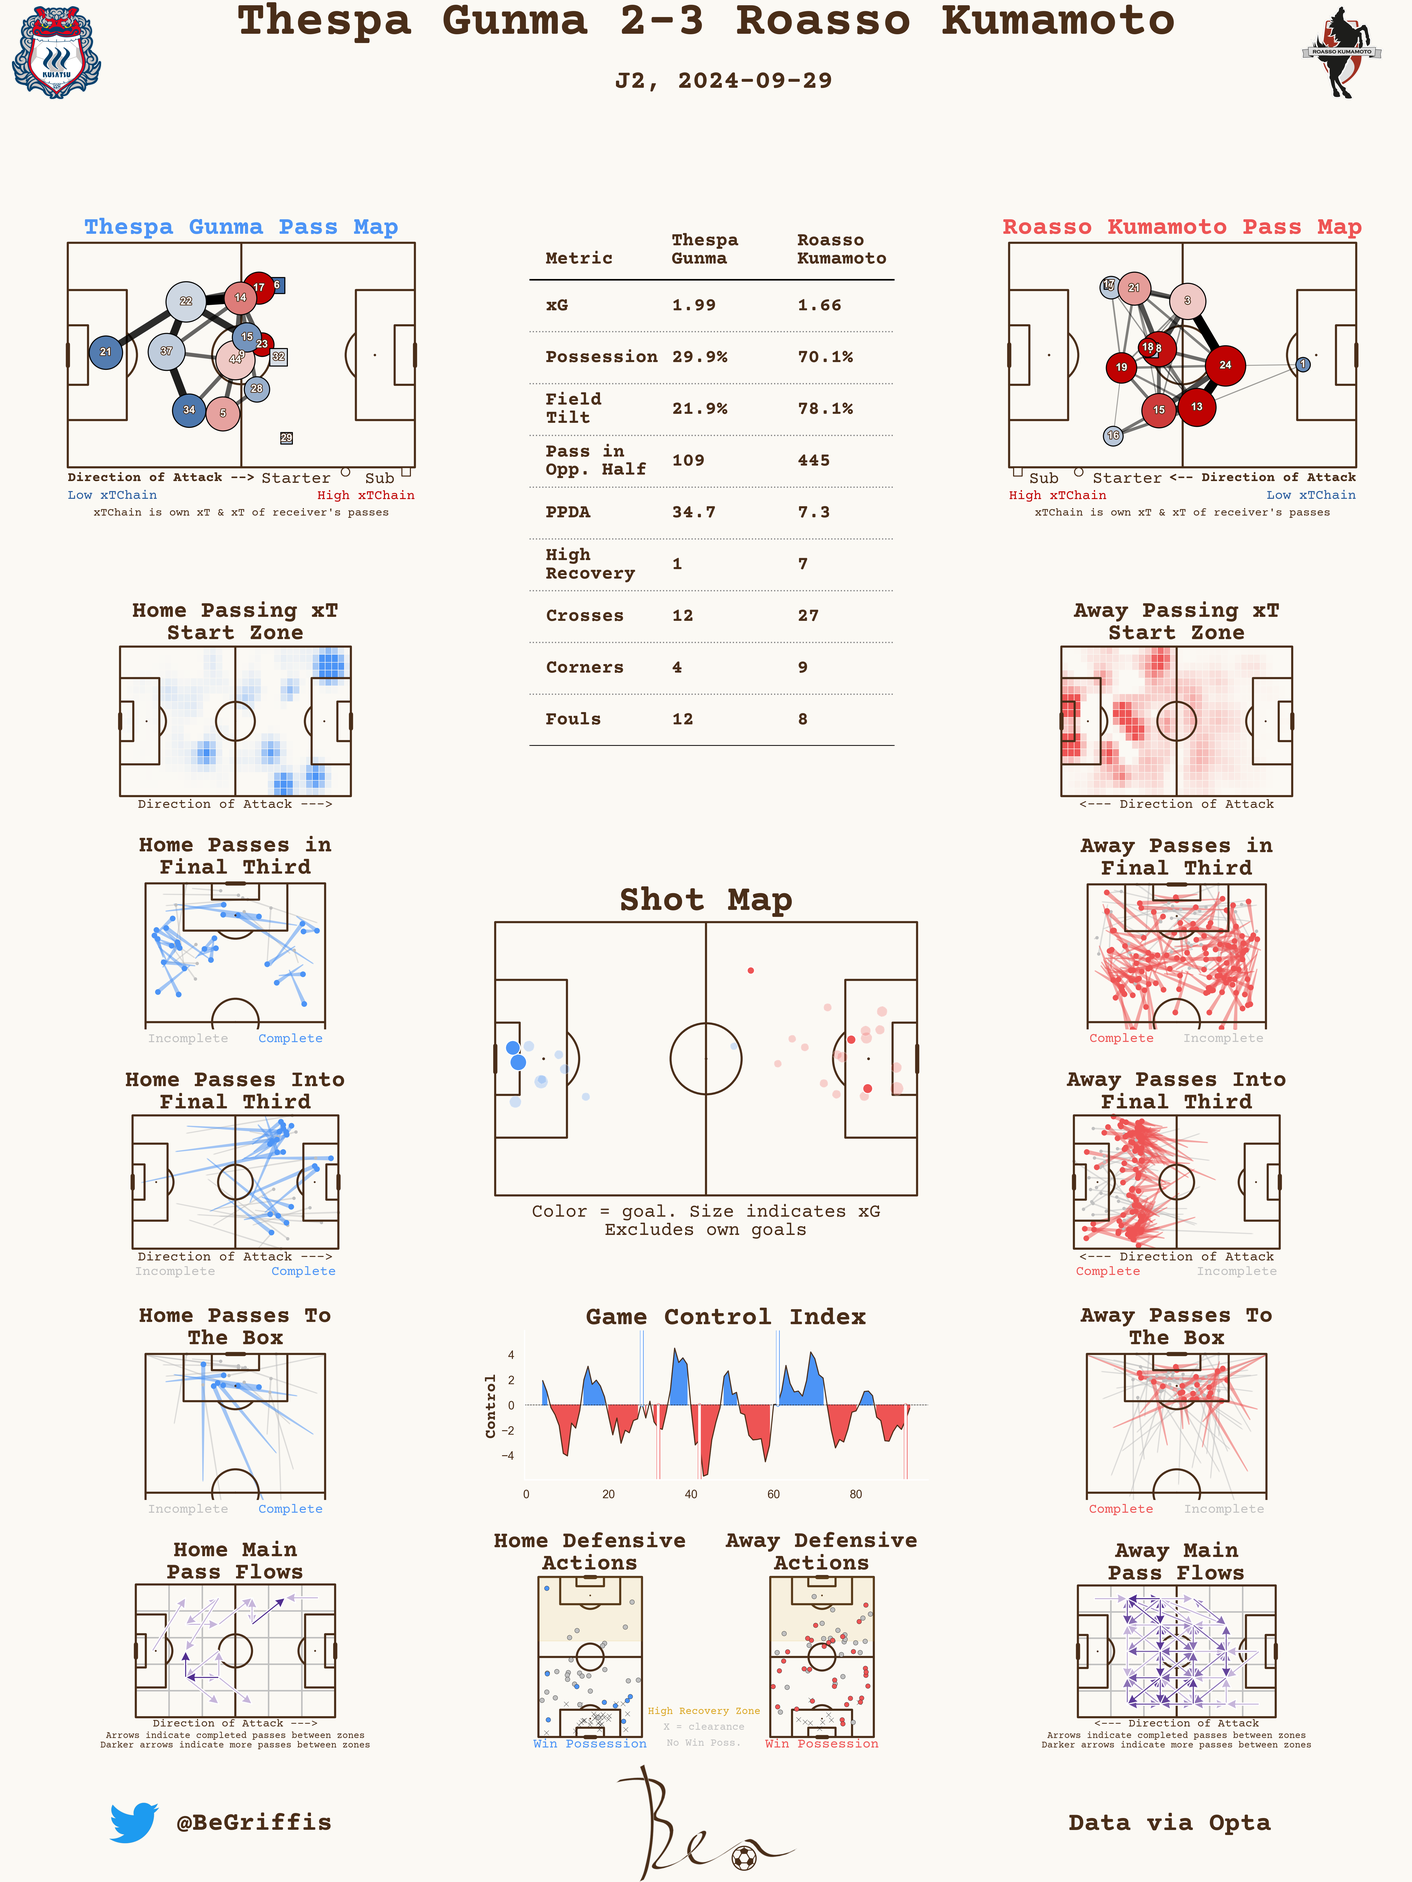 Thespa Gunma 2-3 Roasso Kumamoto
J2, 2024-09-29
KUSATSU
ROASSO KUMAMOTO
Thespa Gunma Pass Map
22
14
17
6
21
37
15
23
9
44
32
28
34
5
29
Direction of Attack --> Starter Sub
Low xTChain High xTChain
xTChain is own xT & xT of receiver's passes
Metric Thespa Gunma Roasso Kumamoto
xG 1.99 1.66
Possession 29.9% 70.1%
Field Tilt 21.9% 78.1%
Pass in Opp. Half 109 445
PPDA 34.7 7.3
High Recovery 1 7
Crosses 12 27
Corners 4 9
Fouls 12 8
Roasso Kumamoto Pass Map
17
21
3
18
8
19
24
1
15
13
16
Sub Starter <-- Direction of Attack
High xTChain Low xTChain
xTChain is own xT & xT of receiver's passes
Home Passing xT
Start Zone
Direction of Attack --->
Away Passing xT
Start Zone
<--- Direction of Attack
Home Passes in
Final Third
Incomplete Complete
Away Passes in
Final Third
Complete Incomplete
Shot Map
Color = goal. Size indicates xG
Excludes own goals
Home Passes Into
Final Third
Direction of Attack --->
Incomplete Complete
Away Passes Into
Final Third
<--- Direction of Attack
Complete Incomplete
Home Passes To
The Box
Incomplete Complete
Game Control Index
Control
4
2
0
−2
−4
0 20 40 60 80
Away Passes To
The Box
Complete Incomplete
Home Main
Pass Flows
Direction of Attack --->
Arrows indicate completed passes between zones
Darker arrows indicate more passes between zones
Home Defensive
Actions
Win Possession
High Recovery Zone
X = clearance
No Win Poss.
Away Defensive
Actions
Win Possession
Away Main
Pass Flows
<--- Direction of Attack
Arrows indicate completed passes between zones
Darker arrows indicate more passes between zones
@BeGriffis
Ben
Data via Opta